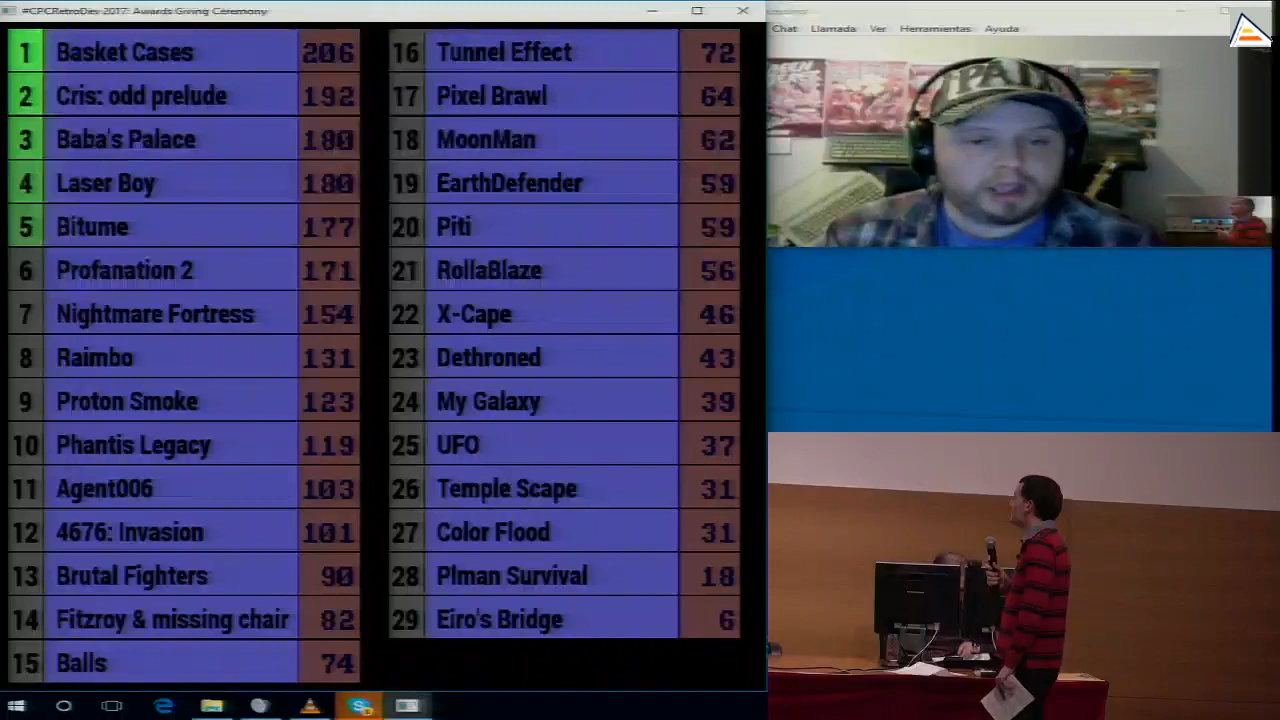 #CPCRetroDev 2017: Awards Giving Ceremony
1 Basket Cases 206
2 Cris: odd prelude 192
3 Baba's Palace 180
4 Laser Boy 180
5 Bitume 177
6 Profanation 2 171
7 Nightmare Fortress 154
8 Raimbo 131
9 Proton Smoke 123
10 Phantis Legacy 119
11 Agent006 103
12 4676: Invasion 101
13 Brutal Fighters 90
14 Fitzroy & missing chair 82
15 Balls 74
16 Tunnel Effect 72
17 Pixel Brawl 64
18 MoonMan 62
19 EarthDefender 59
20 Piti 59
21 RollaBlaze 56
22 X-Cape 46
23 Dethroned 43
24 My Galaxy 39
25 UFO 37
26 Temple Scape 31
27 Color Flood 31
28 Plman Survival 18
29 Eiro's Bridge 6
Chat Llamada Ver Herramientas Ayuda